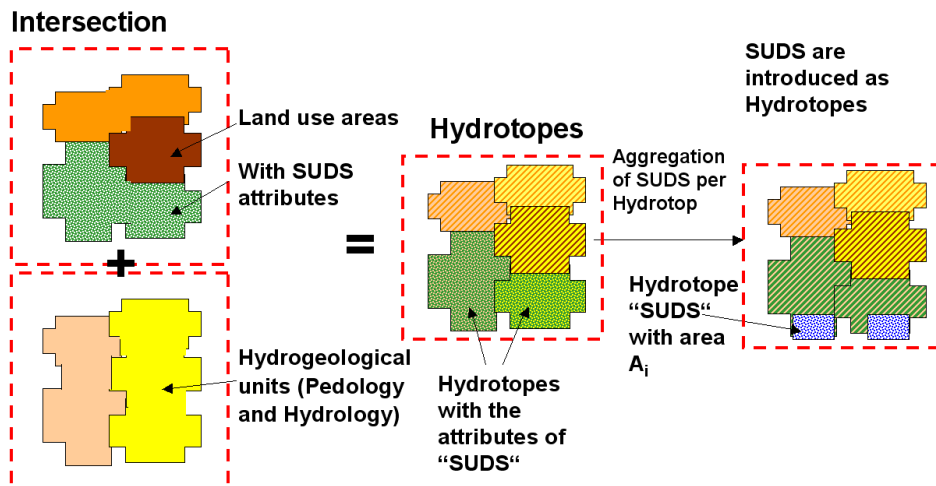 Intersection
Land use areas
With SUDS
attributes
+
Hydrogeological
units (Pedology
and Hydrology)
=
Hydrotopes
Hydrotopes
with the
attributes of
“SUDS“
Aggregation
of SUDS per
Hydrotop
SUDS are
introduced as
Hydrotopes
Hydrotope
“SUDS“
with area
Ai